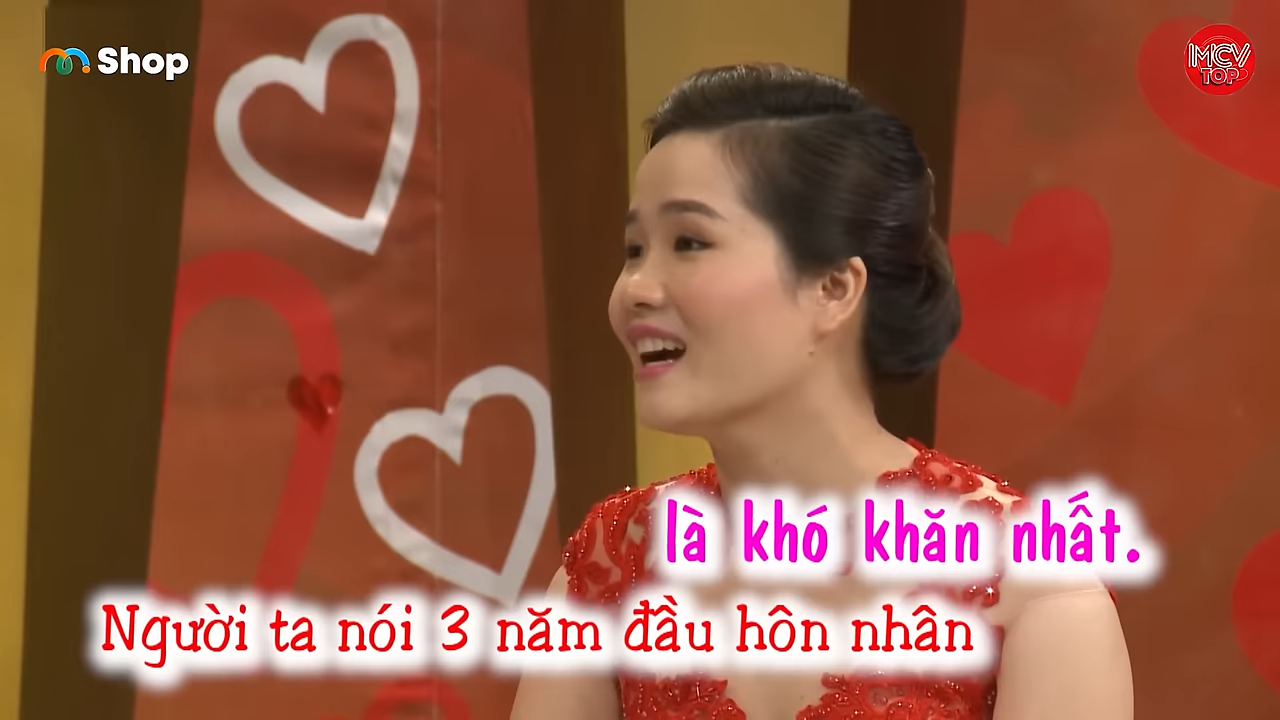 Shop
MCV
TOP
là khó khăn nhất.
Người ta nói 3 năm đầu hôn nhân